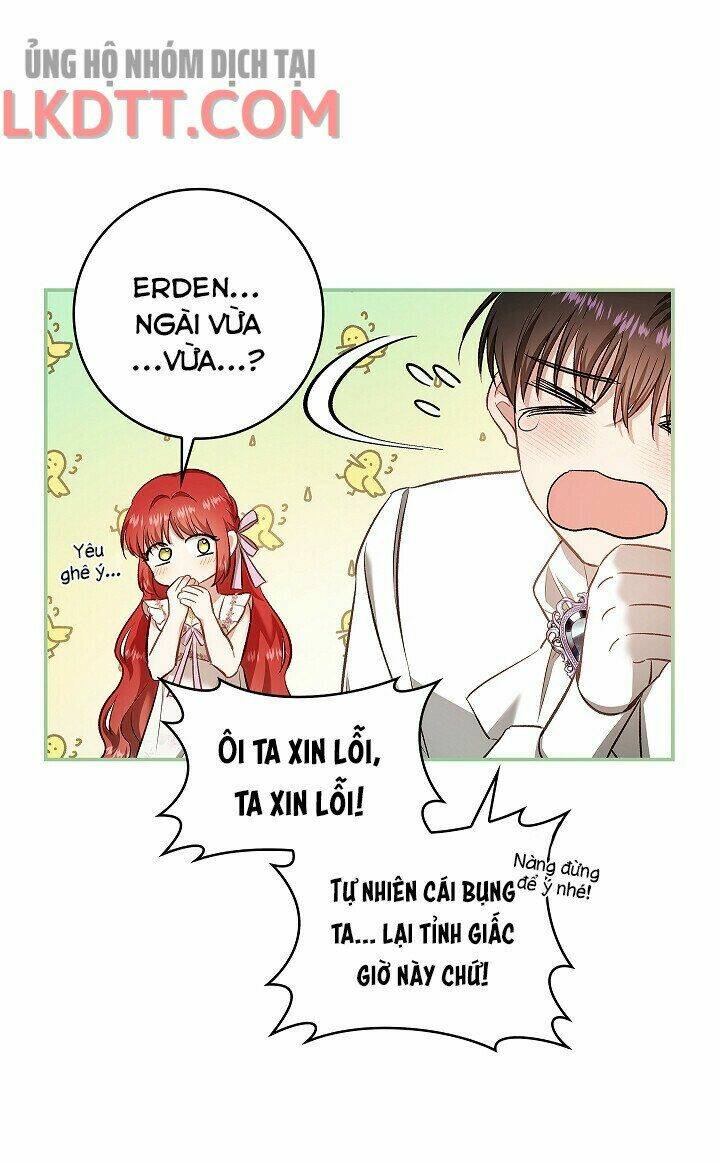 ỦNG HỘ NHÓM DỊCH TẠI
LKDTT.COM
ERDEN...
NGÀI VỪA
...VỪA...?
Yêu
ghê ý...
ÔI TA XIN LỖI,
TA XIN LỖI!
Nàng đừng
để ý nhé!
TỰ NHIÊN CÁI BỤNG
TA... LẠI TỈNH GIẤC
GIỜ NÀY CHỨ!